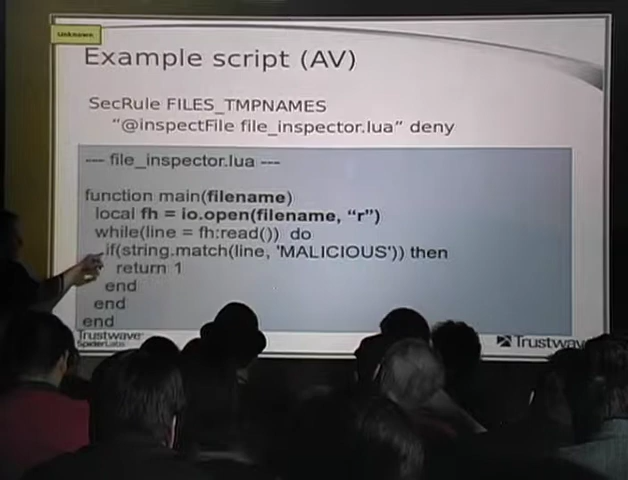 Unknown
Example script (AV)
SecRule FILES_TMPNAMES
“@inspectFile file_inspector.lua” deny
--- file_inspector.lua ---
function main(filename)
local fh = io.open(filename, “r”)
while(line = fh:read()) do
if(string.match(line, 'MALICIOUS')) then
return 1
end
end
end
Trustwave
SpiderLabs
Trustwave